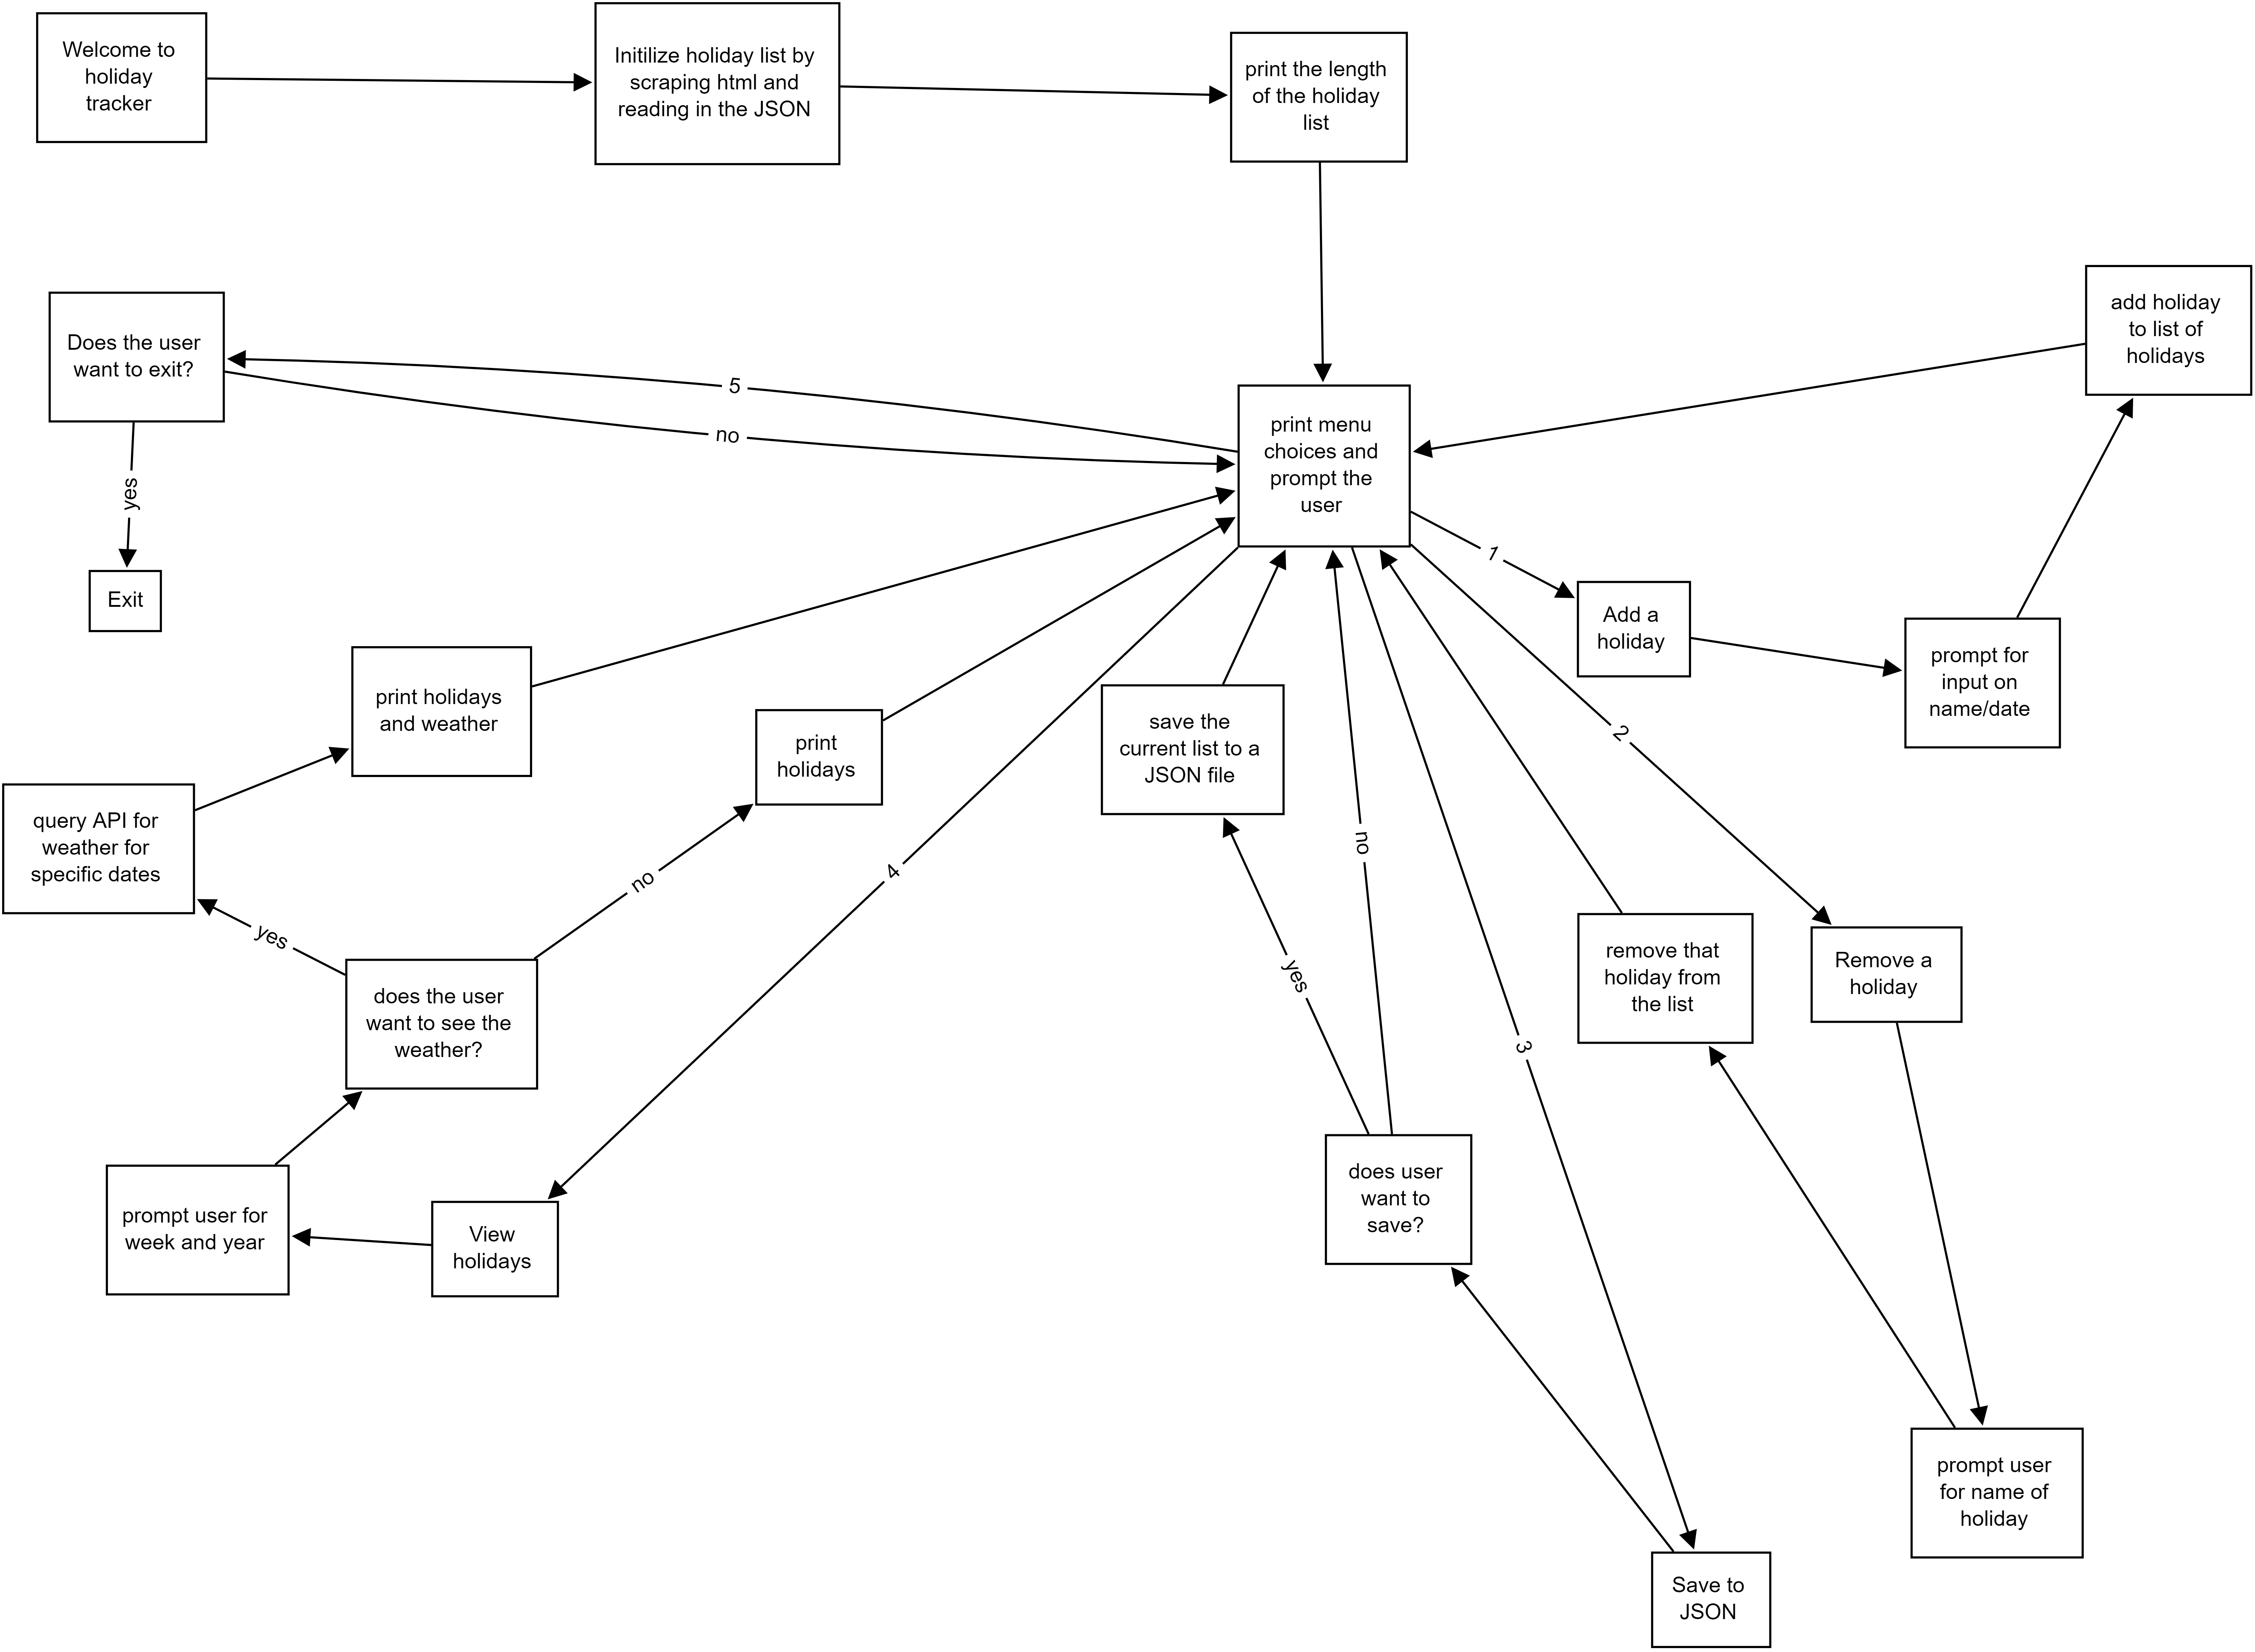 Welcome to
holiday
tracker
Initilize holiday list by
scraping html and
reading in the JSON
print the length
of the holiday
list
Does the user
want to exit?
5
no
yes
Exit
print menu
choices and
prompt the
user
add holiday
to list of
holidays
1
Add a
holiday
prompt for
input on
name/date
2
print holidays
and weather
print
holidays
save the
current list to a
JSON file
no
query API for
weather for
specific dates
4
no
yes
yes
does the user
want to see the
weather?
3
remove that
holiday from
the list
Remove a
holiday
prompt user for
week and year
View
holidays
does user
want to
save?
prompt user
for name of
holiday
Save to
JSON